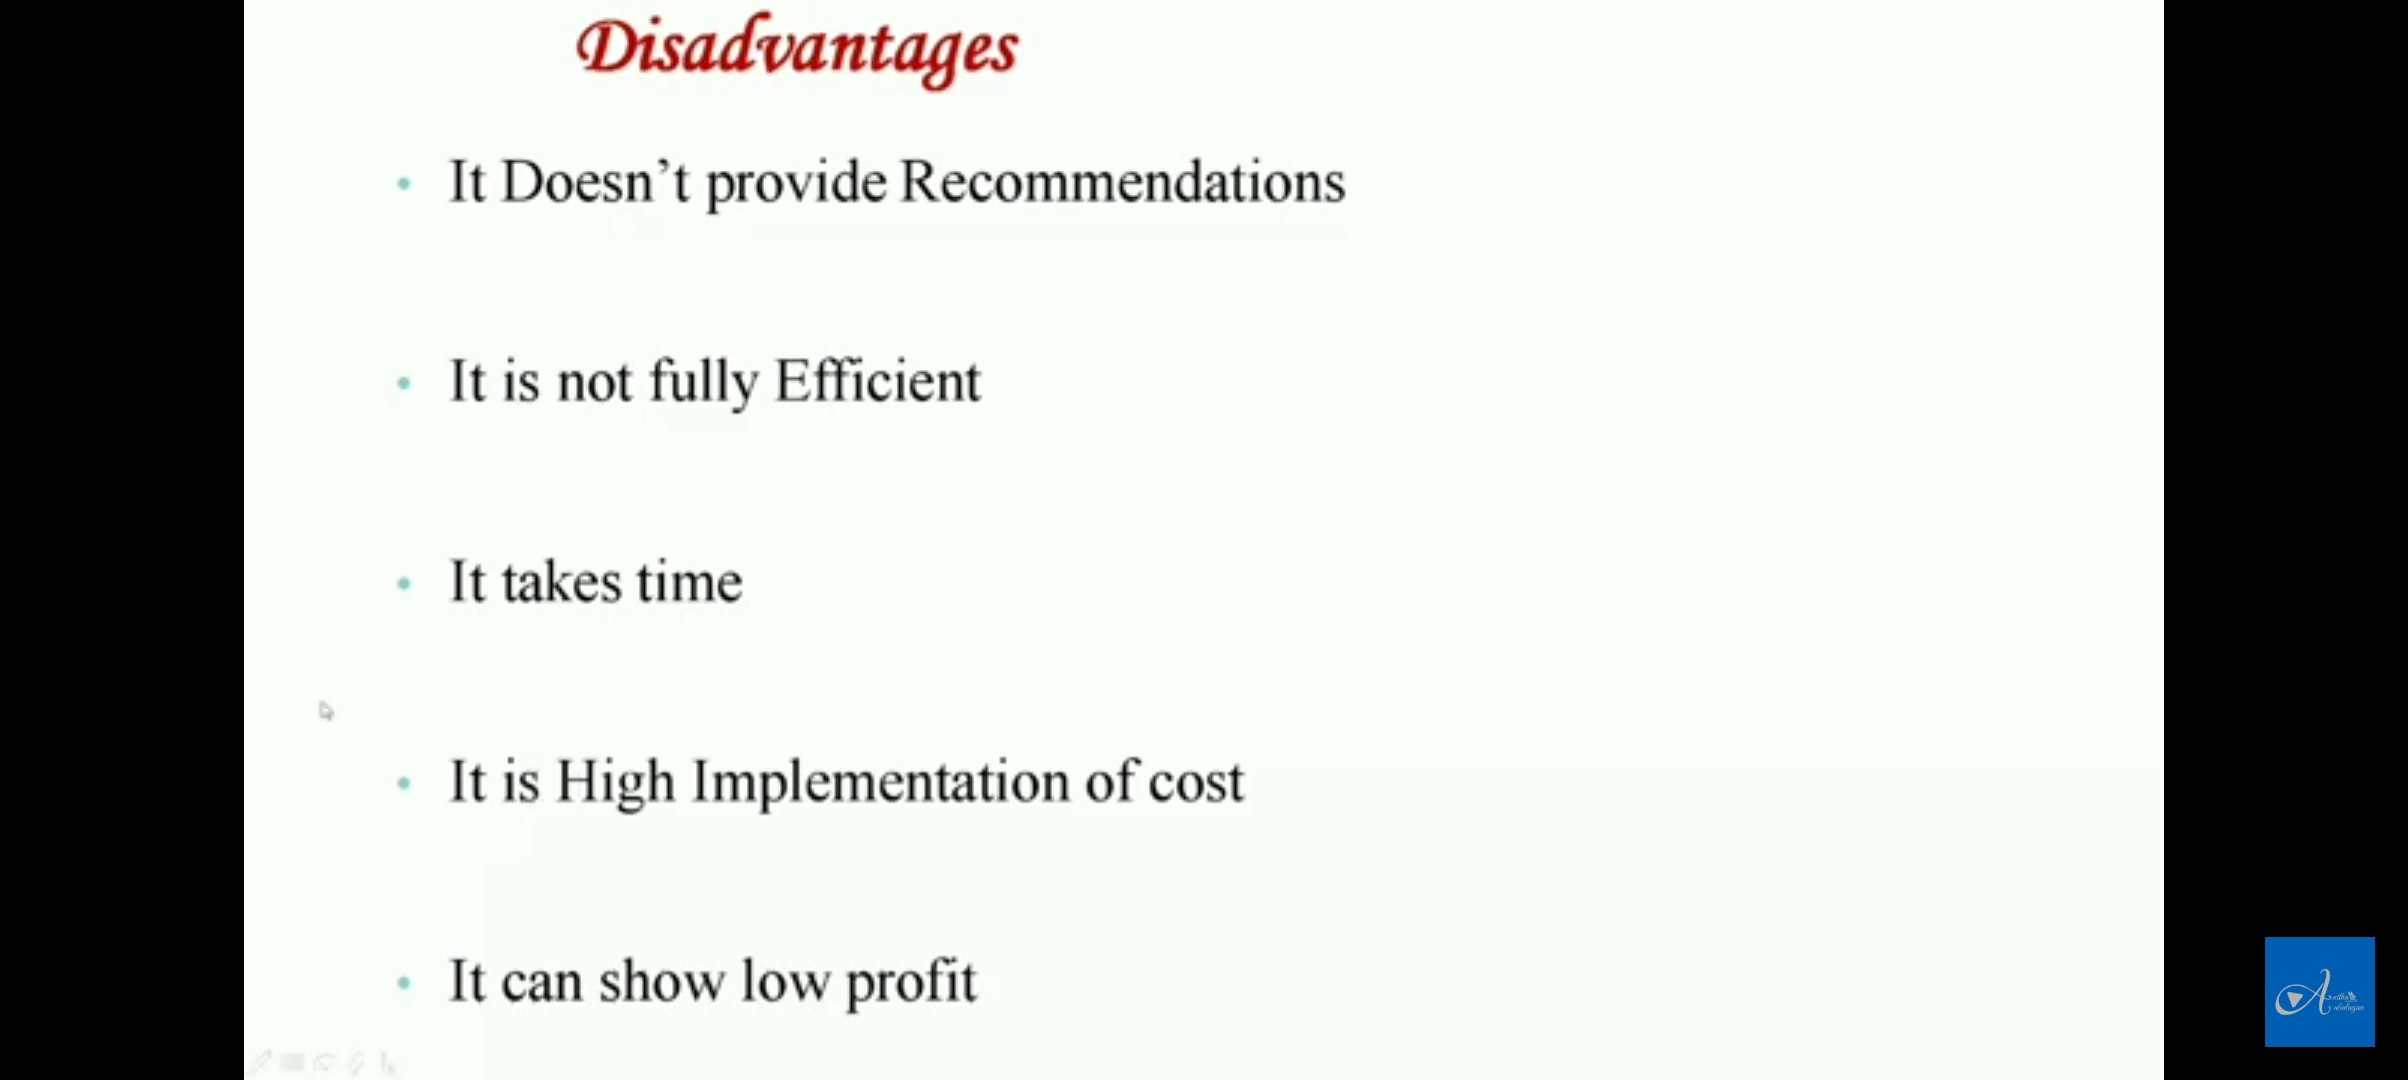 Disadvantages
• It Doesn’t provide Recommendations
• It is not fully Efficient
• It takes time
• It is High Implementation of cost
• It can show low profit